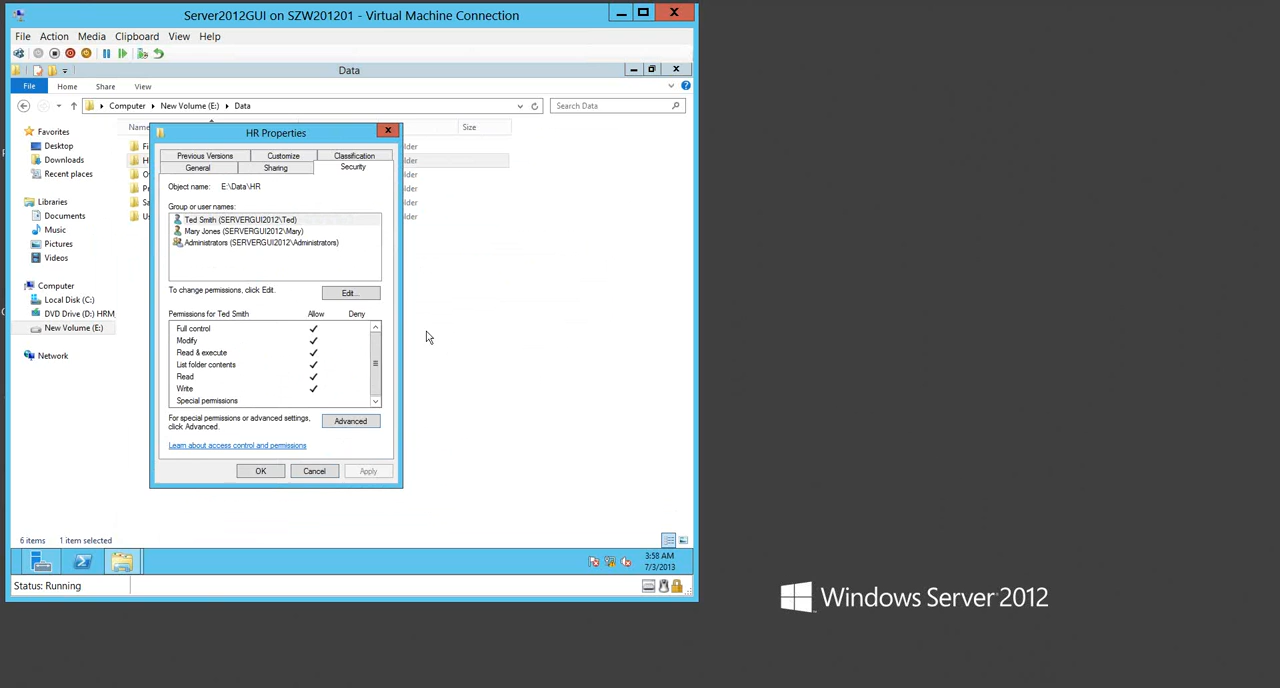 Server2012GUI on SZW201201 - Virtual Machine Connection
File Action Media Clipboard View Help
Data
File Home Share View
Computer New Volume (E:) Data
Search Data
Favorites
Desktop
Downloads
Recent places
Libraries
Documents
Music
Pictures
Videos
Computer
Local Disk (C:)
DVD Drive (D:) HRM
New Volume (E:)
Network
Size
HR Properties
Previous Versions Customize Classification
General Sharing Security
Object name: E:\Data\HR
Group or user names:
Ted Smith (SERVERGUI2012\Ted)
Mary Jones (SERVERGUI2012\Mary)
Administrators (SERVERGUI2012\Administrators)
To change permissions, click Edit.
Edit...
Permissions for Ted Smith Allow Deny
Full control
Modify
Read & execute
List folder contents
Read
Write
Special permissions
For special permissions or advanced settings,
click Advanced.
Advanced
Learn about access control and permissions
OK Cancel Apply
6 items 1 item selected
3:58 AM
7/3/2013
Status: Running
Windows Server 2012